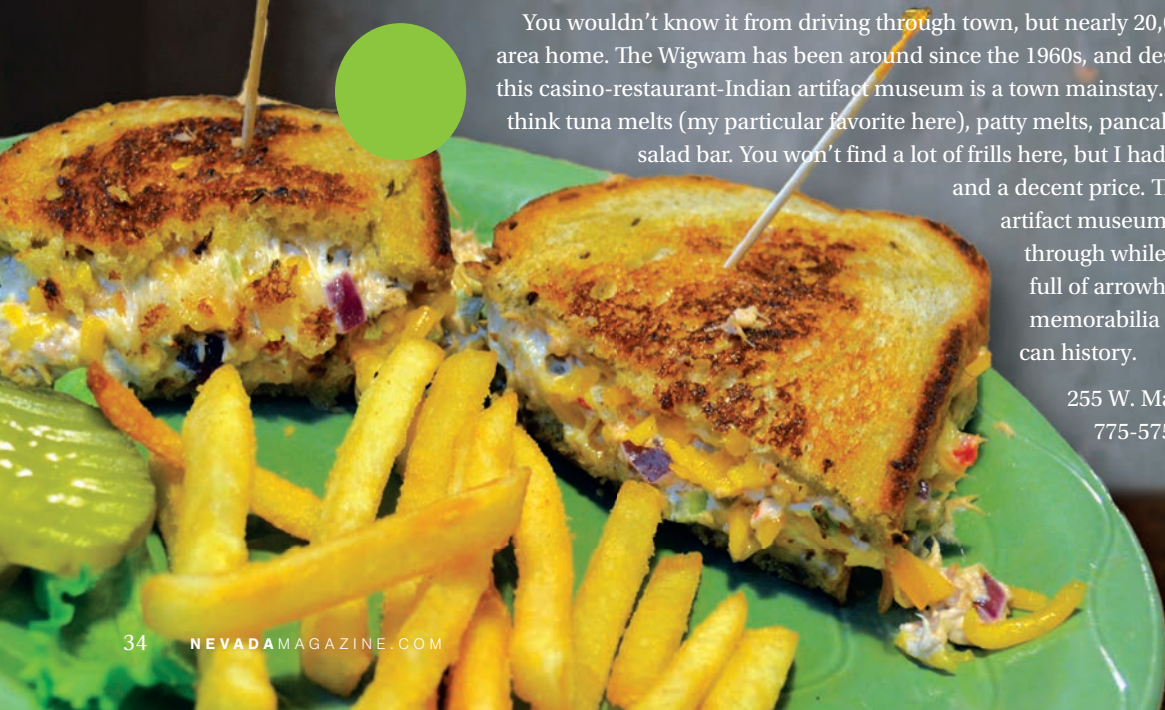 You wouldn’t know it from driving through town, but nearly 20,
area home. The Wigwam has been around since the 1960s, and
this casino-restaurant-Indian artifact museum is a town mainstay.
think tuna melts (my particular favorite here), patty melts,
salad bar. You won’t find a lot of frills here, but I had
and a decent price.
artifact museum
through while
full of
memorabilia
can history.
255 W.
775-575
34 NEVADAMAGAZINE.COM